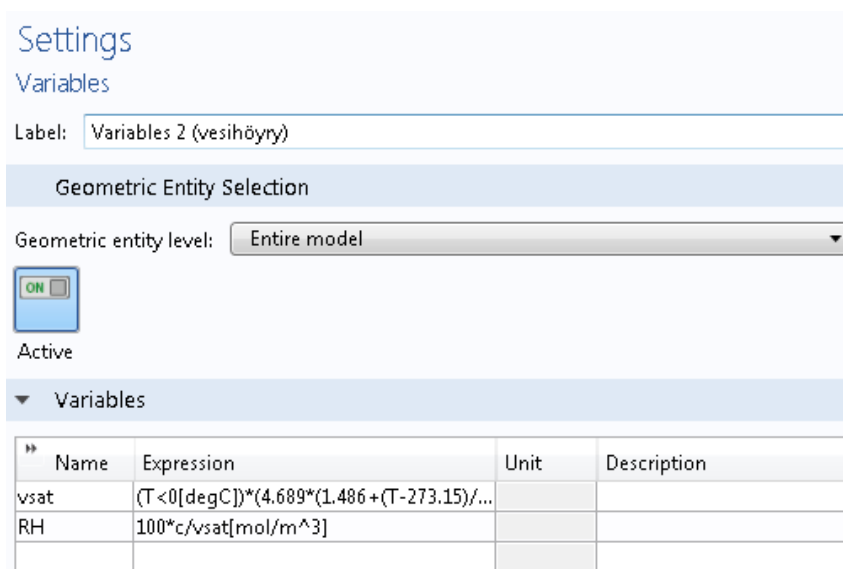 Settings
Variables
Label: Variables 2 (vesihöyry)
Geometric Entity Selection
Geometric entity level: Entire model
ON
Active
Variables
Name Expression Unit Description
vsat (T<0[degC])*(4.689*(1.486+(T-273.15)/...
RH 100*c/vsat[mol/m^3]